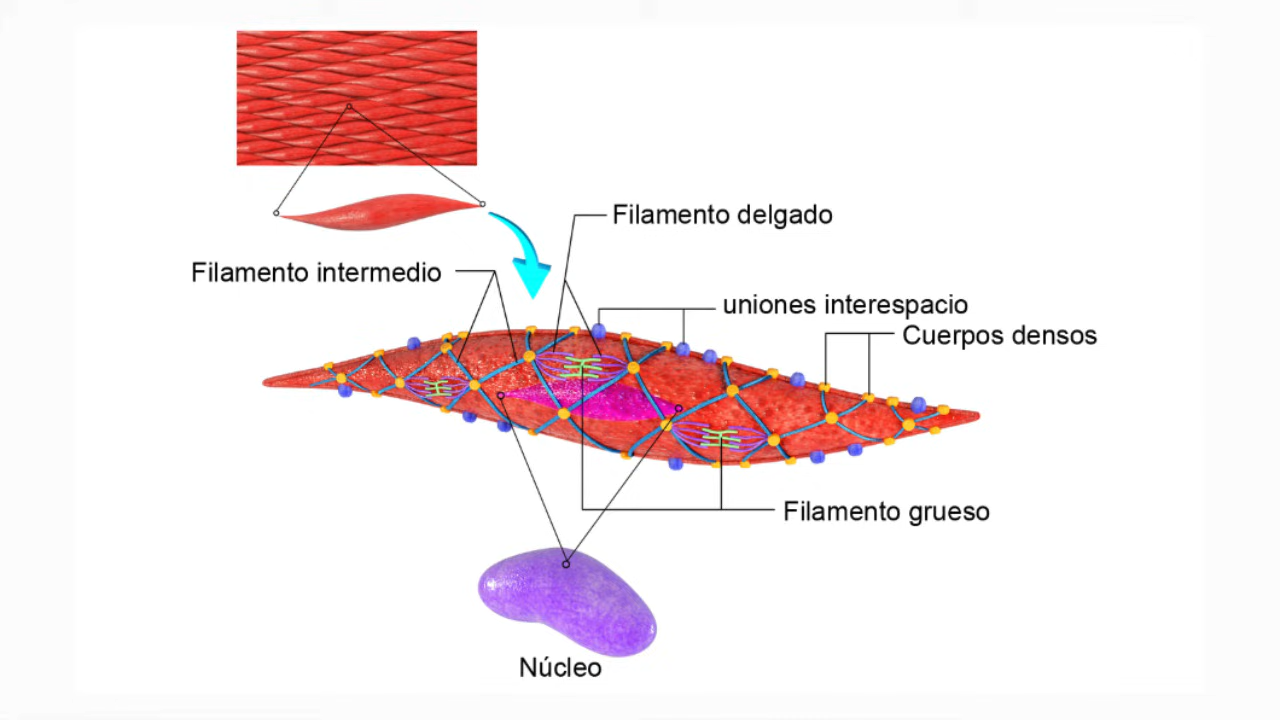 Filamento delgado
Filamento intermedio
uniones interespacio
Cuerpos densos
Filamento grueso
Núcleo